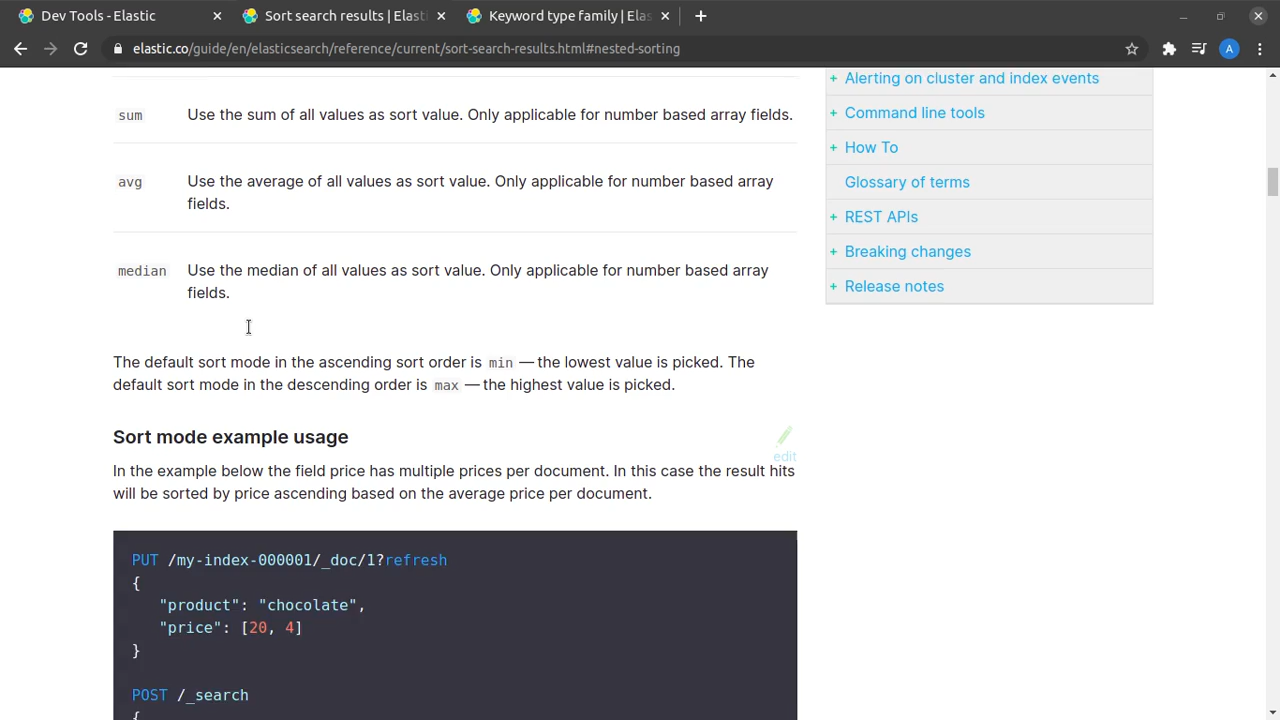 Dev Tools - Elastic
Sort search results | Elasti
Keyword type family | Elas
elastic.co/guide/en/elasticsearch/reference/current/sort-search-results.html#nested-sorting
A
sum Use the sum of all values as sort value. Only applicable for number based array fields.
avg Use the average of all values as sort value. Only applicable for number based array
fields.
median Use the median of all values as sort value. Only applicable for number based array
fields.
The default sort mode in the ascending sort order is min — the lowest value is picked. The
default sort mode in the descending order is max — the highest value is picked.
Sort mode example usage
edit
In the example below the field price has multiple prices per document. In this case the result hits
will be sorted by price ascending based on the average price per document.
PUT /my-index-000001/_doc/1?refresh
{
"product": "chocolate",
"price": [20, 4]
}
POST /_search
{
+ Alerting on cluster and index events
+ Command line tools
+ How To
Glossary of terms
+ REST APIs
+ Breaking changes
+ Release notes